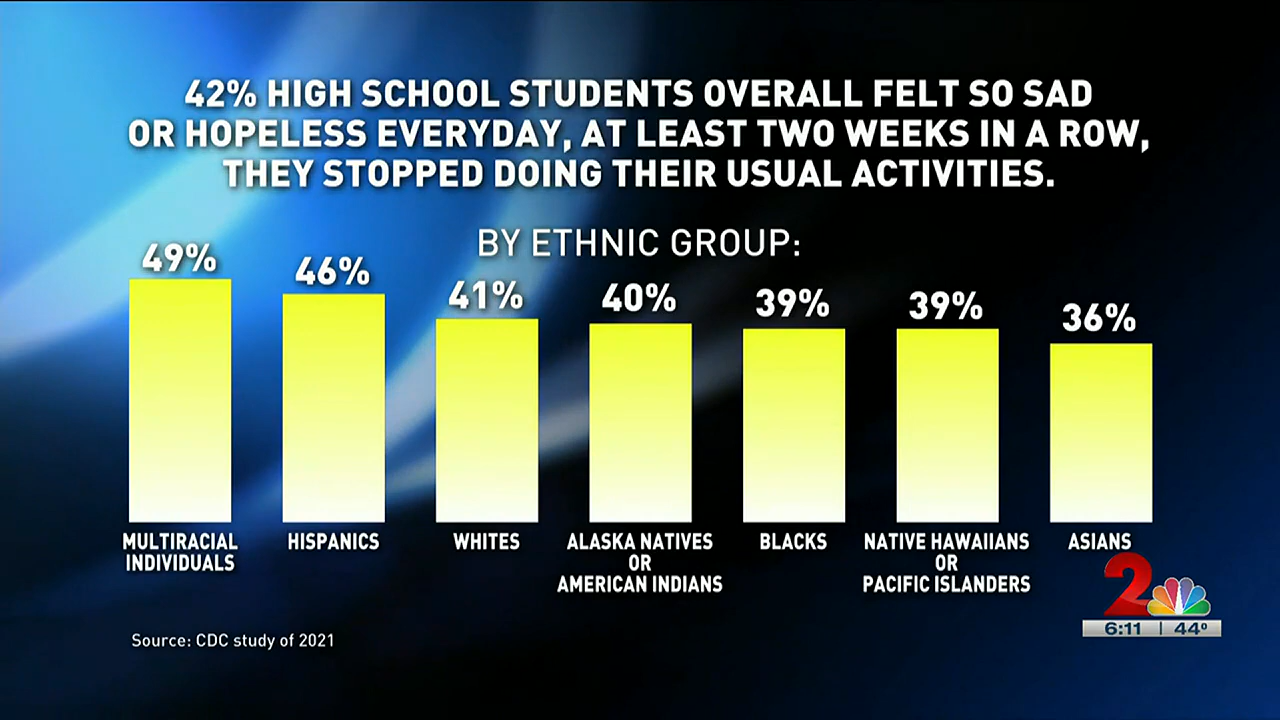 42% HIGH SCHOOL STUDENTS OVERALL FELT SO SAD
OR HOPELESS EVERYDAY, AT LEAST TWO WEEKS IN A ROW,
THEY STOPPED DOING THEIR USUAL ACTIVITIES.
BY ETHNIC GROUP:
49%
46%
41%
40%
39%
39%
36%
MULTIRACIAL
INDIVIDUALS
HISPANICS
WHITES
ALASKA NATIVES
OR
AMERICAN INDIANS
BLACKS
NATIVE HAWAIIANS
OR
PACIFIC ISLANDERS
ASIANS
2
6:11 | 44°
Source: CDC study of 2021